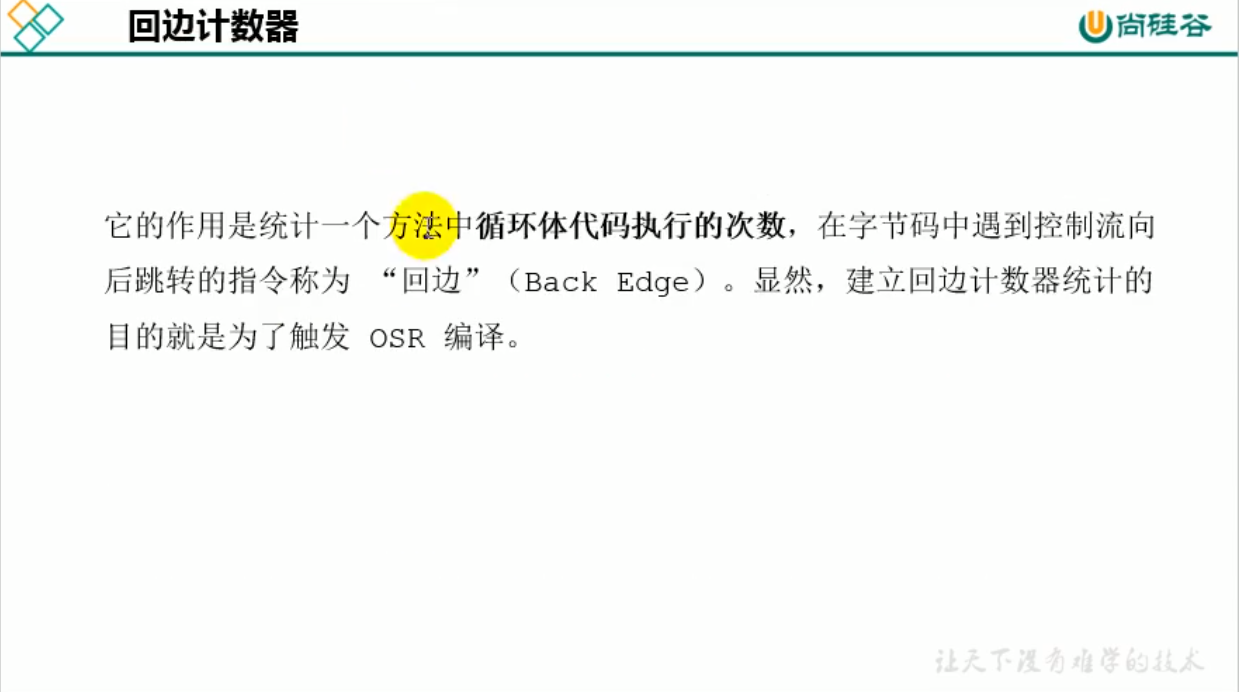 回边计数器
尚硅谷
它的作用是统计一个方法中循环体代码执行的次数，在字节码中遇到控制流向
后跳转的指令称为 “回边”（Back Edge）。显然，建立回边计数器统计的
目的就是为了触发 OSR 编译。
让天下没有难学的技术